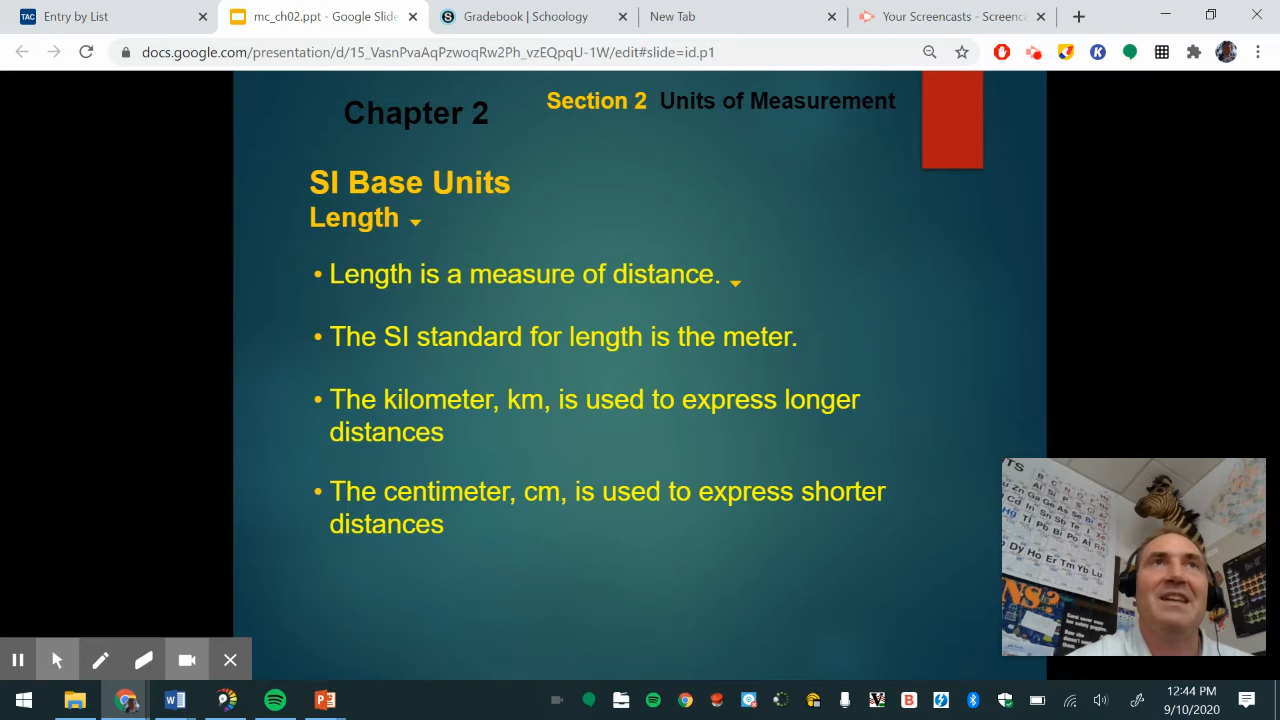 Entry by List
mc_ch02.ppt - Google Slide
Gradebook | Schoology
New Tab
Your Screencasts - Screenc
docs.google.com/presentation/d/15_VasnPvaAqPzwoqRw2Ph_vzEQpqU-1W/edit#slide=id.p1
Chapter 2
Section 2 Units of Measurement
SI Base Units
Length
• Length is a measure of distance.
• The SI standard for length is the meter.
• The kilometer, km, is used to express longer
distances
• The centimeter, cm, is used to express shorter
distances
12:44 PM
9/10/2020